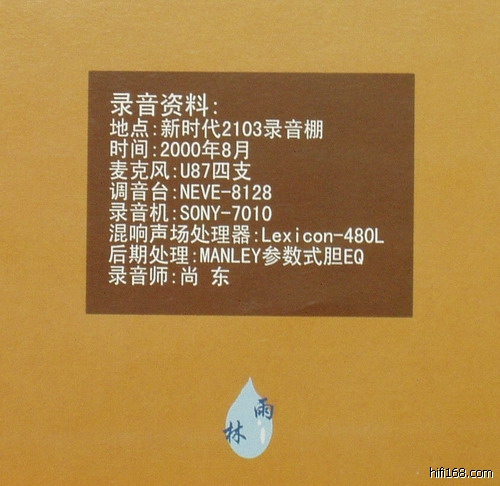 录音资料:
地点:新时代2103录音棚
时间:2000年8月
麦克风:U87四支
调音台:NEVE-8128
录音机:SONY-7010
混响声场处理器:Lexicon-480L
后期处理:MANLEY参数式胆EQ
录音师:尚 东
雨
林
hifi168.com